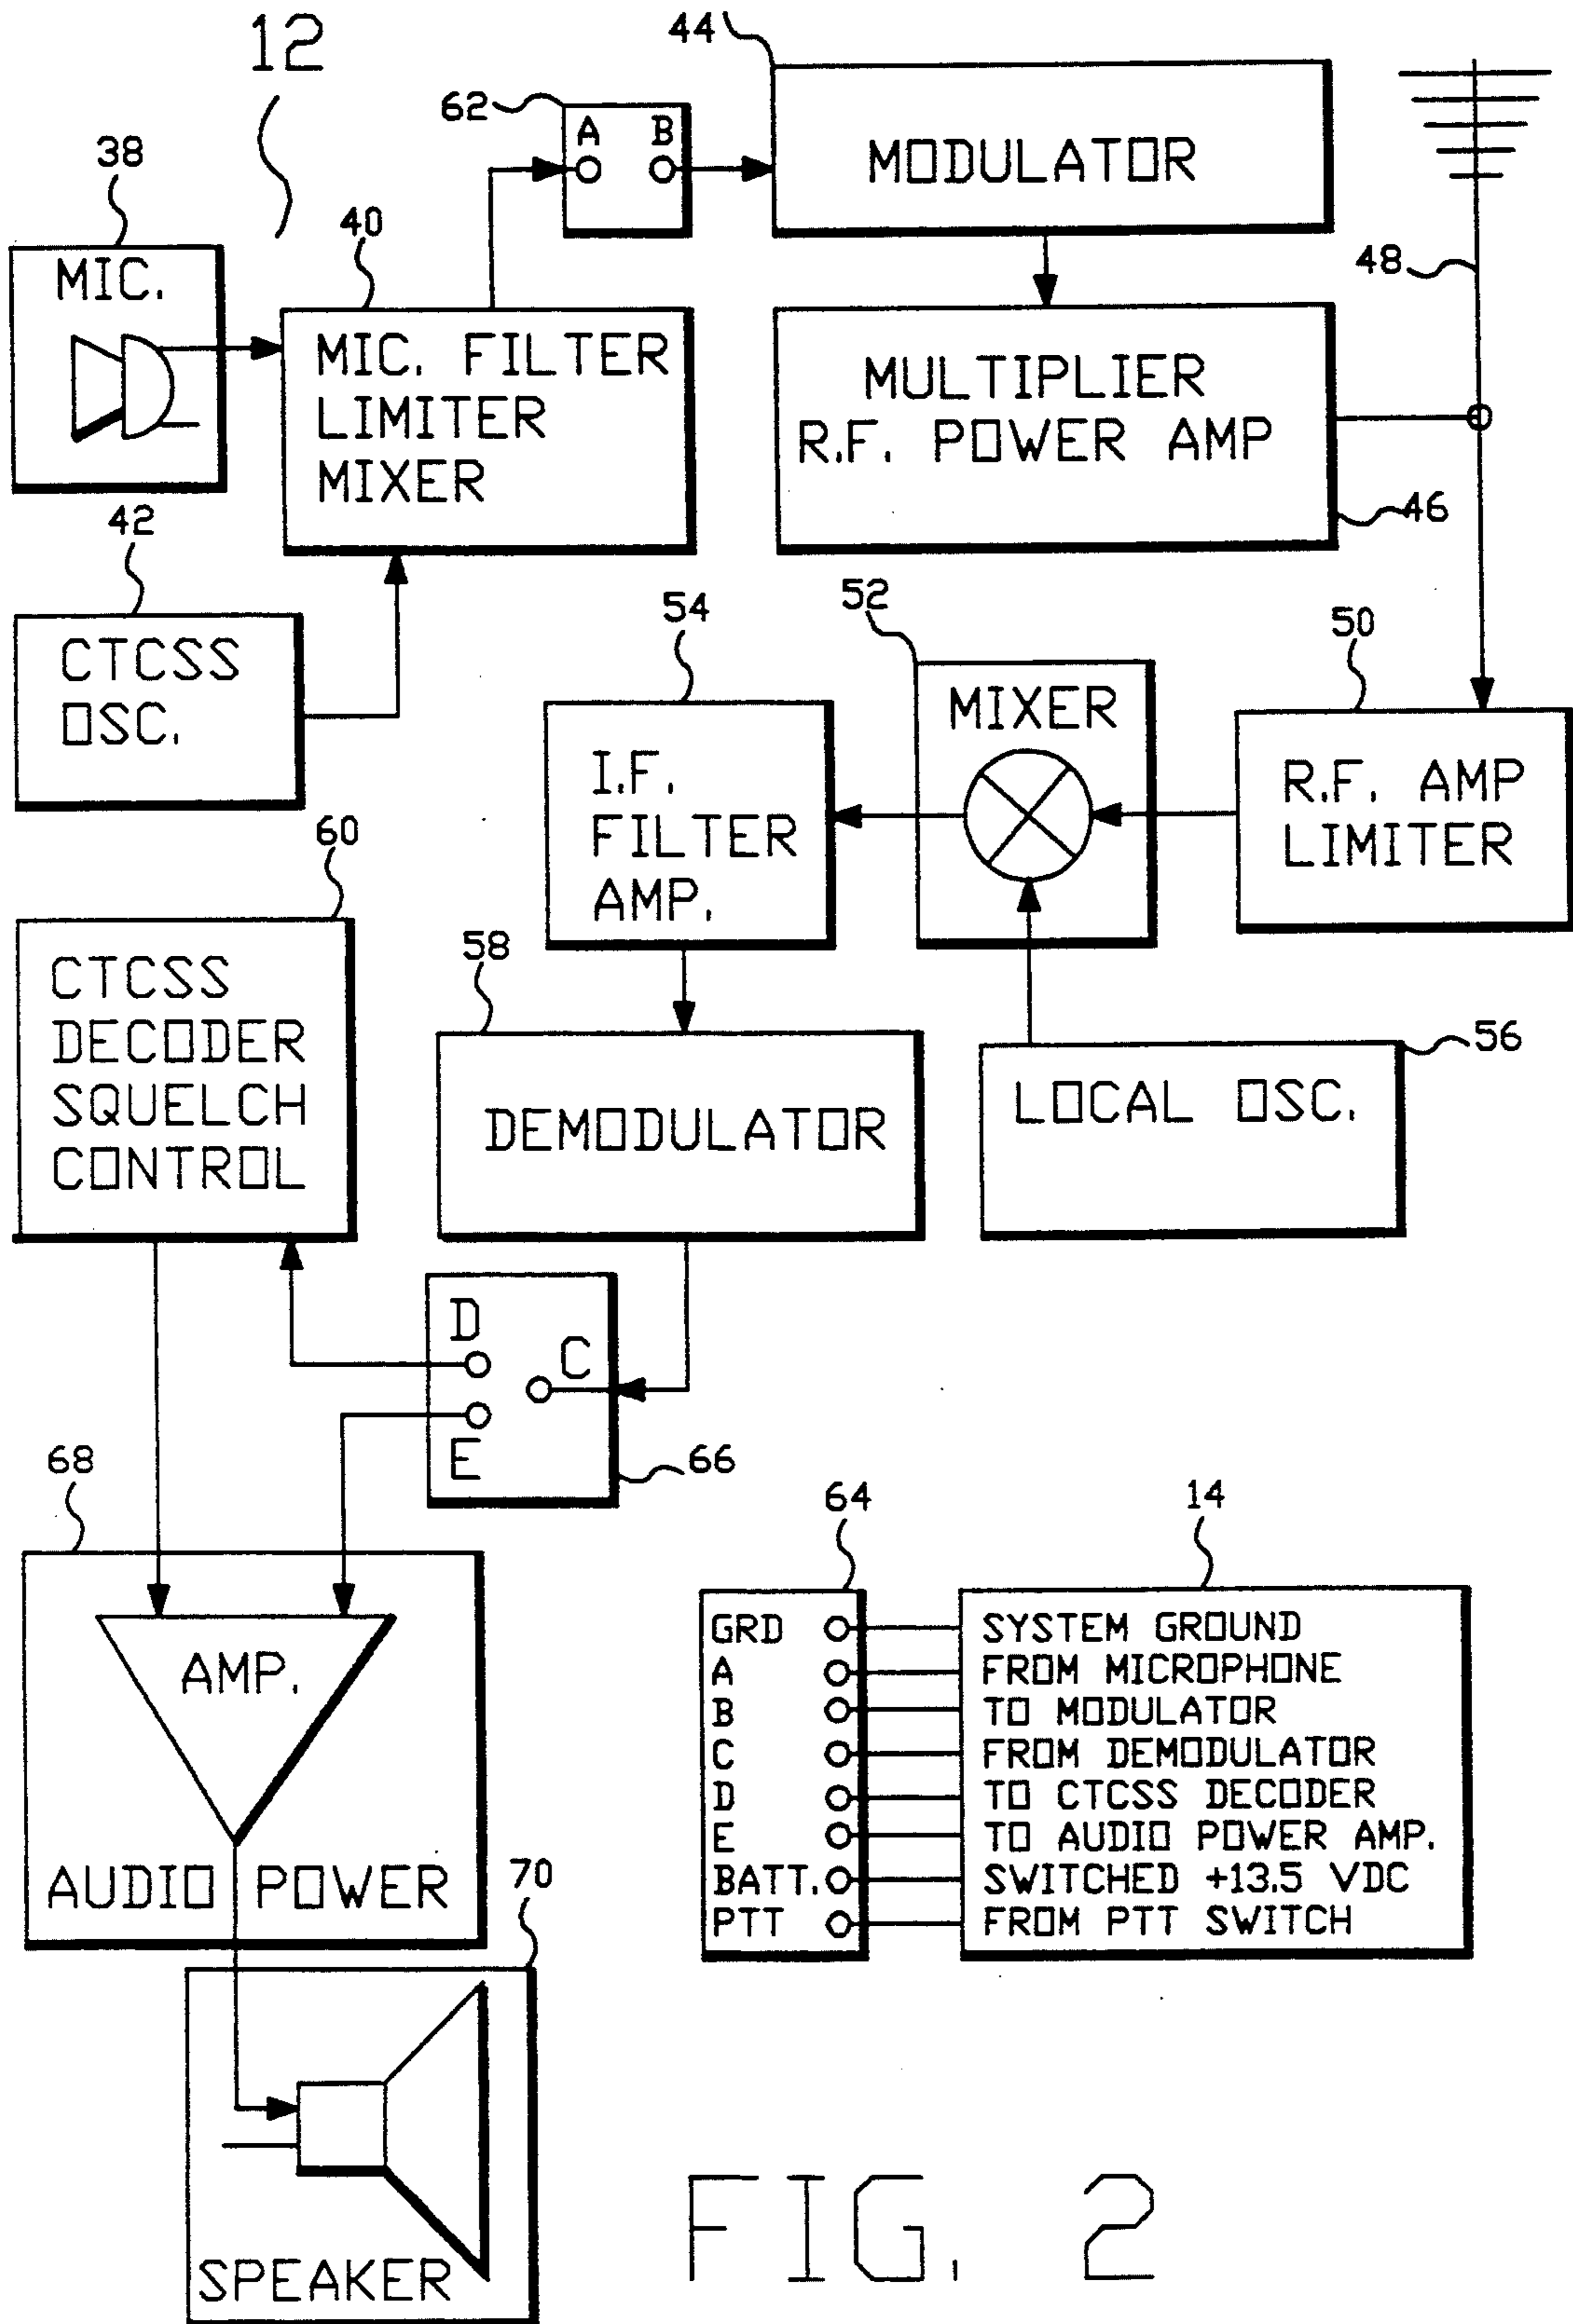 12
44
62
A B
MODULATOR
38
MIC.
40
MIC. FILTER
LIMITER
MIXER
48
MULTIPLIER
R.F. POWER AMP
46
42
CTCSS
OSC.
54
I.F.
FILTER
AMP.
52
MIXER
50
R.F. AMP
LIMITER
60
CTCSS
DECODER
SQUELCH
CONTROL
58
DEMODULATOR
56
LOCAL OSC.
D
C
E
66
68
AMP.
AUDIO POWER
64
14
GRD SYSTEM GROUND
A FROM MICROPHONE
B TO MODULATOR
C FROM DEMODULATOR
D TO CTCSS DECODER
E TO AUDIO POWER AMP.
BATT. SWITCHED +13.5 VDC
PTT FROM PTT SWITCH
70
SPEAKER
FIG. 2